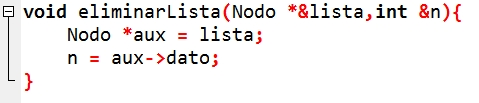 void eliminarLista(Nodo *&lista,int &n){
    Nodo *aux = lista;
    n = aux->dato;
}